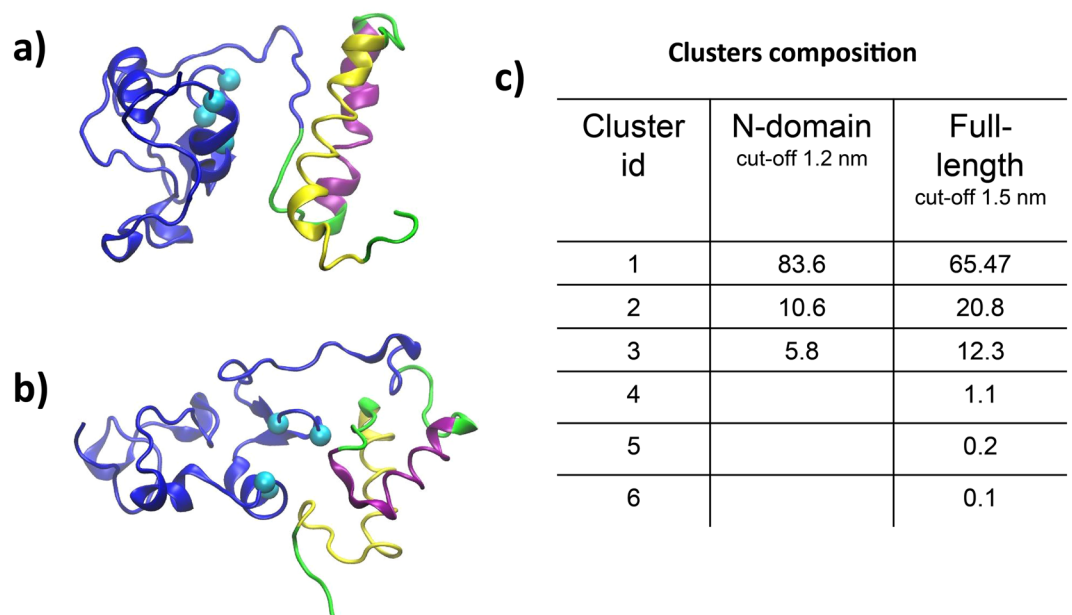 a)
b)
c)
Clusters composition
Cluster id
N-domain
cut-off 1.2 nm
Full-
length
cut-off 1.5 nm
1 83.6 65.47
2 10.6 20.8
3 5.8 12.3
4 1.1
5 0.2
6 0.1